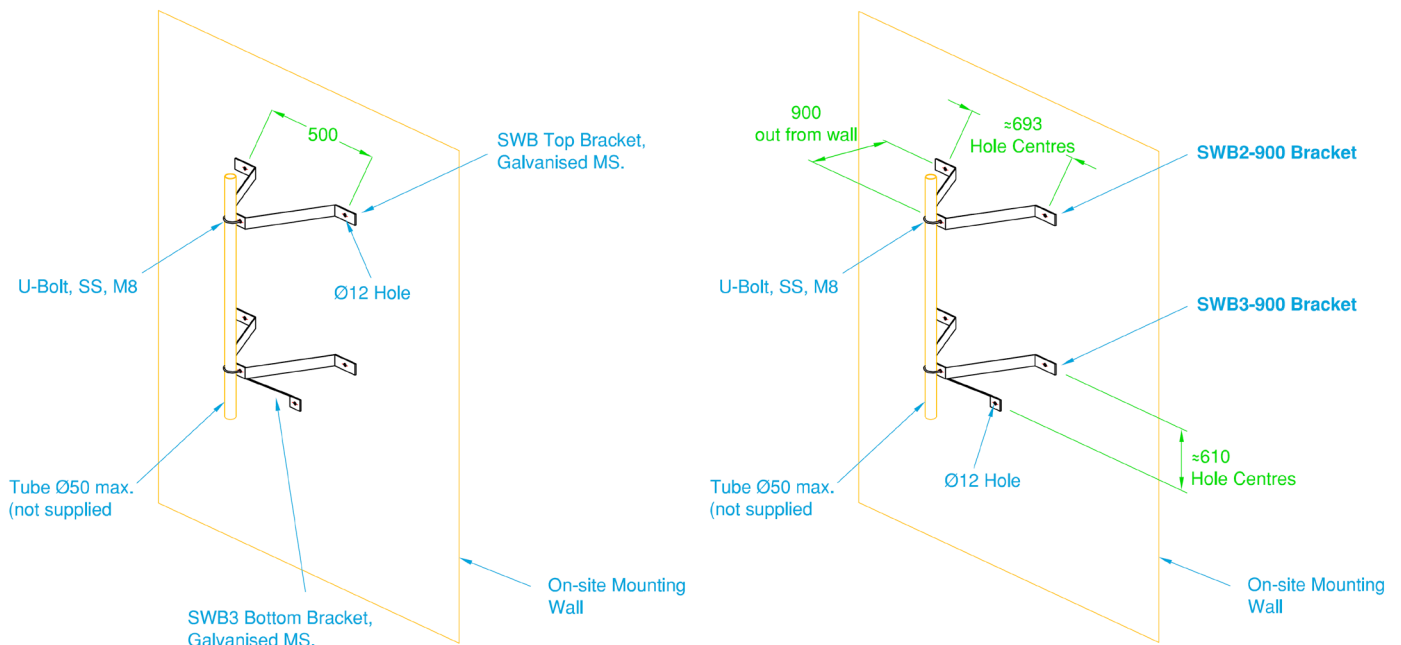 500
SWB Top Bracket,
Galvanised MS.
U-Bolt, SS, M8
Ø12 Hole
Tube Ø50 max.
(not supplied
On-site Mounting
Wall
SWB3 Bottom Bracket,
Galvanised MS.
900
out from wall
≈693
Hole Centres
SWB2-900 Bracket
U-Bolt, SS, M8
SWB3-900 Bracket
≈610
Hole Centres
Ø12 Hole
Tube Ø50 max.
(not supplied
On-site Mounting
Wall